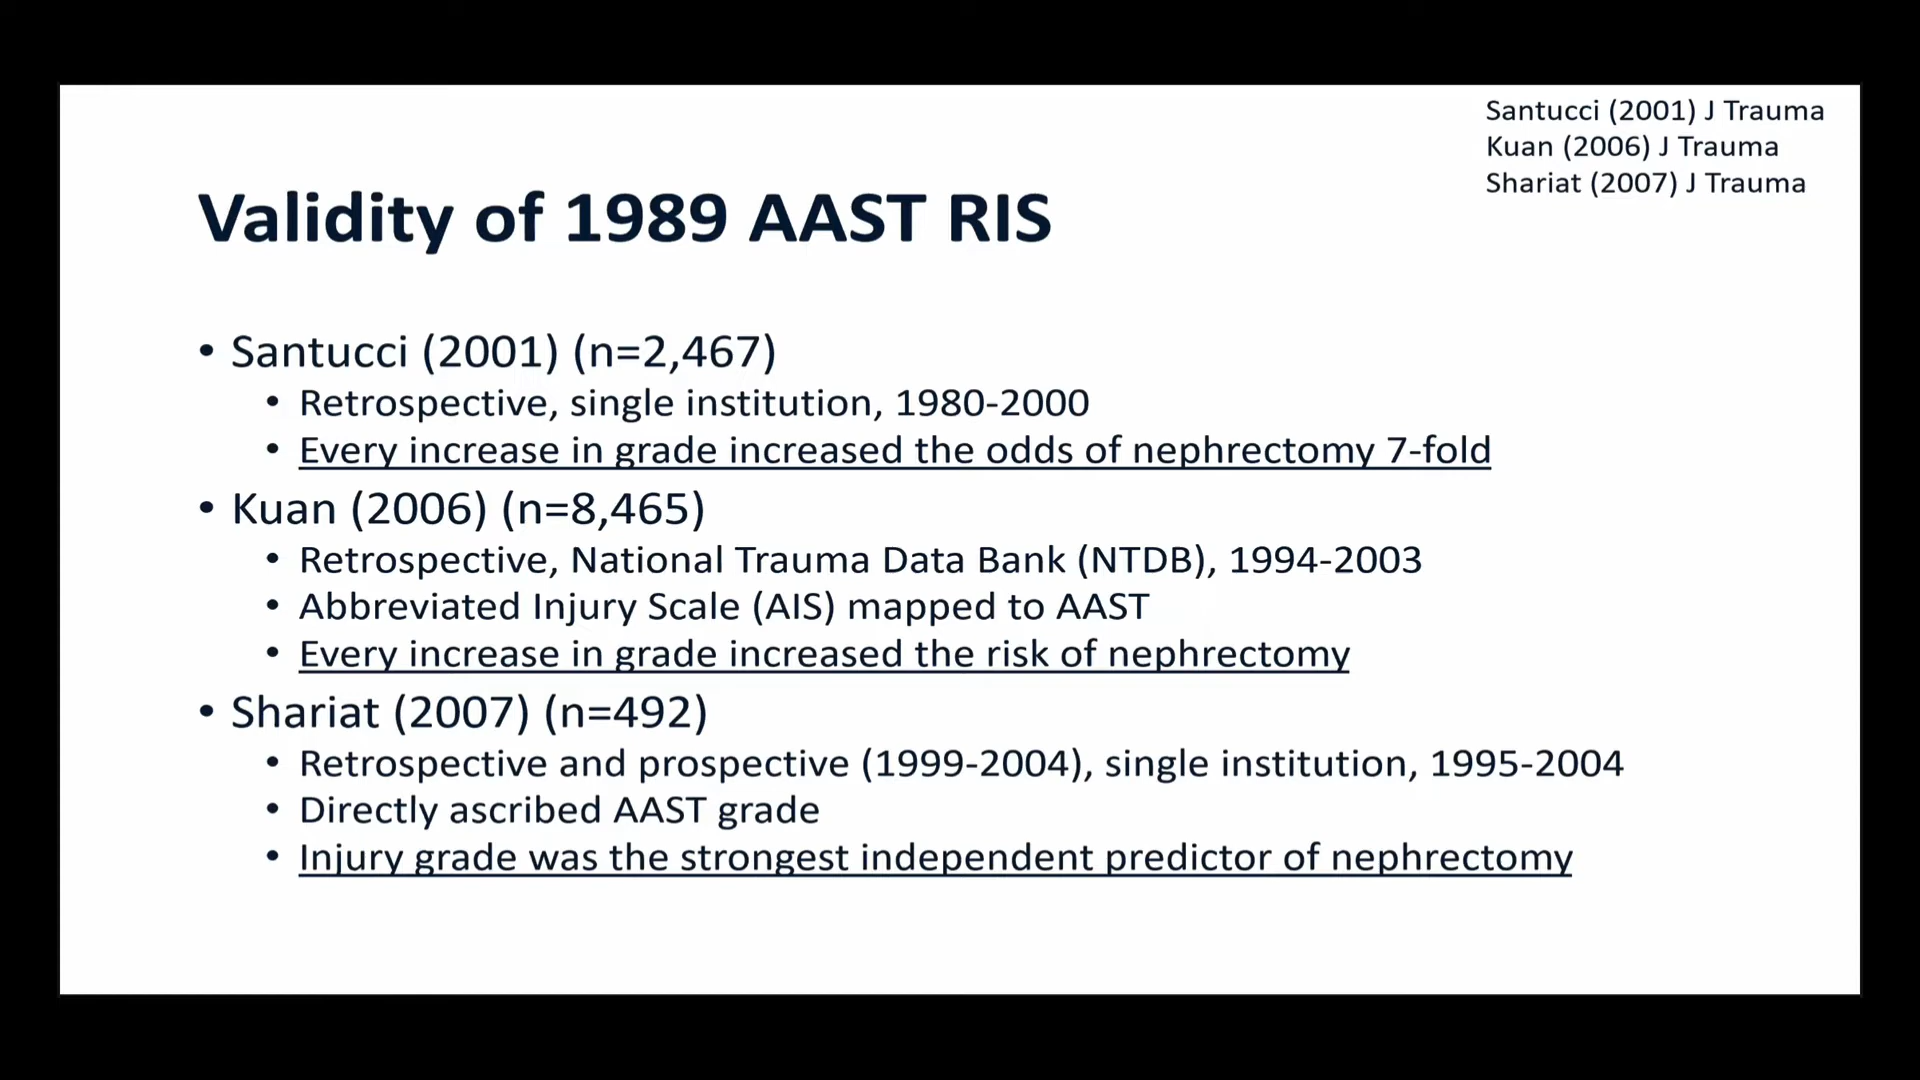 Santucci (2001) J Trauma
Kuan (2006) J Trauma
Shariat (2007) J Trauma
Validity of 1989 AAST RIS
• Santucci (2001) (n=2,467)
• Retrospective, single institution, 1980-2000
• Every increase in grade increased the odds of nephrectomy 7-fold
• Kuan (2006) (n=8,465)
• Retrospective, National Trauma Data Bank (NTDB), 1994-2003
• Abbreviated Injury Scale (AIS) mapped to AAST
• Every increase in grade increased the risk of nephrectomy
• Shariat (2007) (n=492)
• Retrospective and prospective (1999-2004), single institution, 1995-2004
• Directly ascribed AAST grade
• Injury grade was the strongest independent predictor of nephrectomy